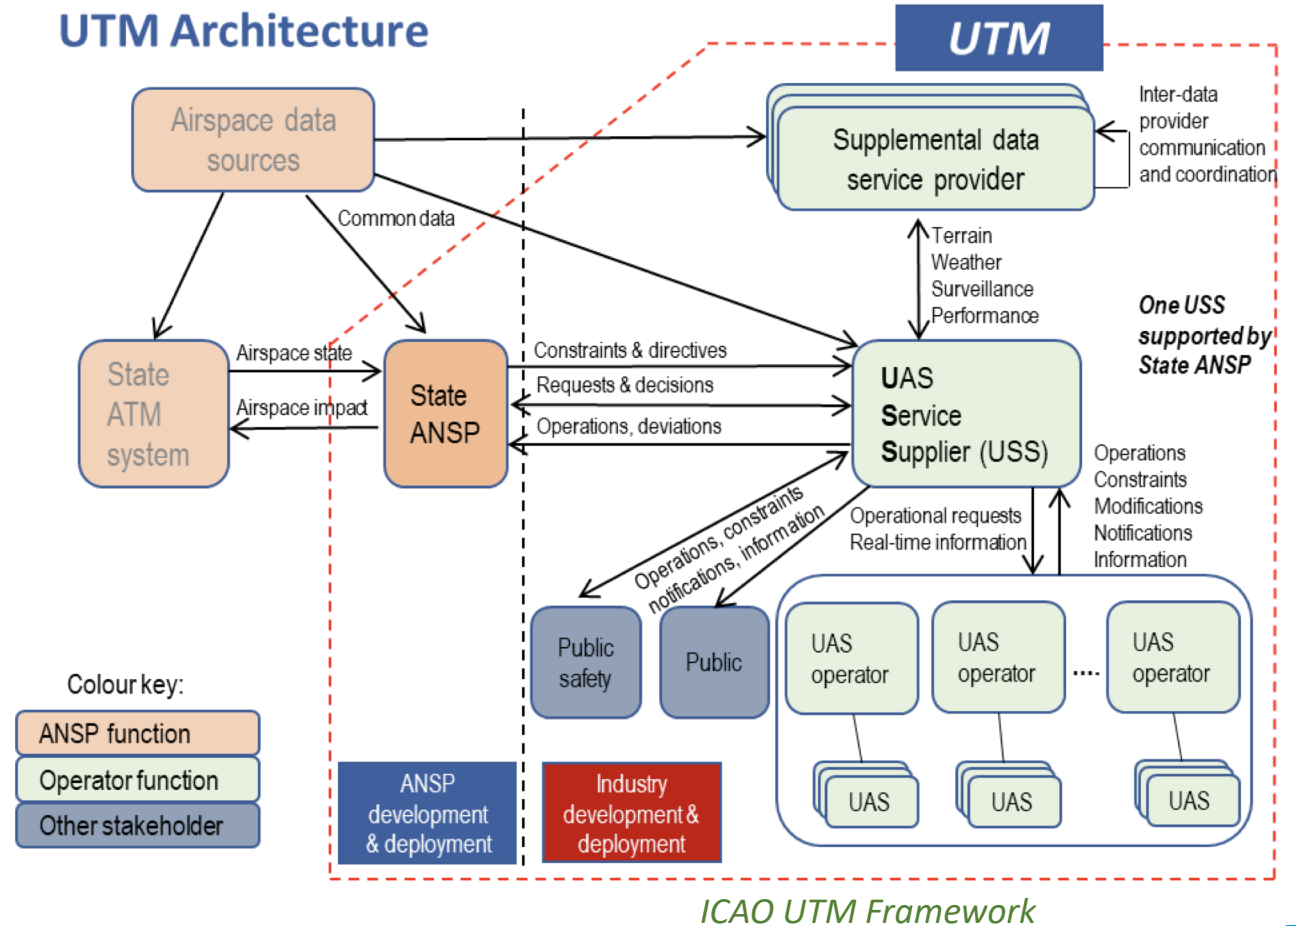 UTM Architecture
UTM
Airspace data
sources
Supplemental data
service provider
Inter-data
provider
communication
and coordination
Common data
Terrain
Weather
Surveillance
Performance
One USS
supported by
State ANSP
State
ATM
system
Airspace state
Airspace impact
State
ANSP
Constraints & directives
Requests & decisions
Operations, deviations
UAS
Service
Supplier (USS)
Operations
Constraints
Modifications
Notifications
Information
Operational requests
Real-time information
Operations, constraints
notifications, information
Public
safety
Public
UAS
operator
UAS
operator
....
UAS
operator
UAS
UAS
UAS
Colour key:
ANSP function
Operator function
Other stakeholder
ANSP
development
& deployment
Industry
development &
deployment
ICAO UTM Framework